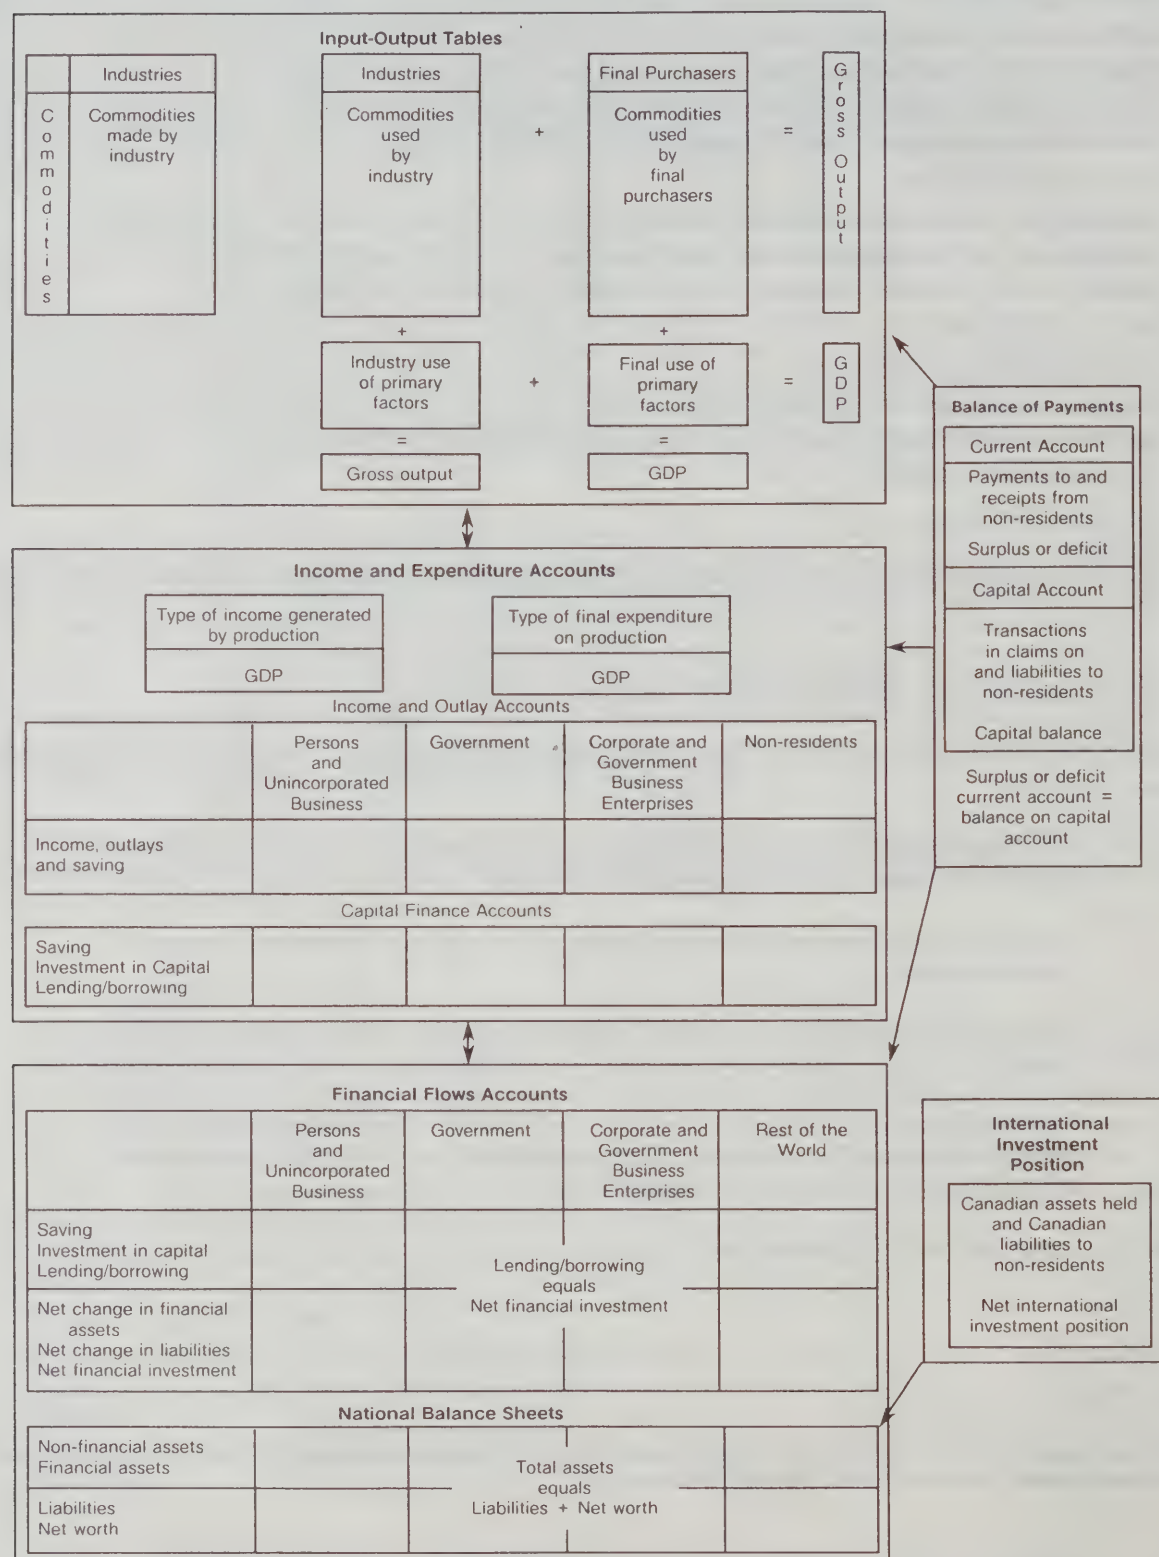 Input-Output Tables
Industries
Commodities
Commodities
made by
industry
Industries
Commodities
used
by
industry
+
Final Purchasers
Commodities
used
by
final
purchasers
=
Gross Output
+
+
Industry use
of primary
factors
+
Final use of
primary
factors
=
GDP
=
=
Gross output
GDP
Income and Expenditure Accounts
Type of income generated
by production
GDP
Type of final expenditure
on production
GDP
Income and Outlay Accounts
Persons
and
Unincorporated
Business
Government
Corporate and
Government
Business
Enterprises
Non-residents
Income, outlays
and saving
Capital Finance Accounts
Saving
Investment in Capital
Lending/borrowing
Balance of Payments
Current Account
Payments to and
receipts from
non-residents
Surplus or deficit
Capital Account
Transactions
in claims on
and liabilities to
non-residents
Capital balance
Surplus or deficit
currrent account =
balance on capital
account
Financial Flows Accounts
Persons
and
Unincorporated
Business
Government
Corporate and
Government
Business
Enterprises
Rest of the
World
Saving
Investment in capital
Lending/borrowing
Lending/borrowing
equals
Net financial investment
Net change in financial
assets
Net change in liabilities
Net financial investment
National Balance Sheets
Non-financial assets
Financial assets
Total assets
equals
Liabilities + Net worth
Liabilities
Net worth
International
Investment
Position
Canadian assets held
and Canadian
liabilities to
non-residents
Net international
investment position